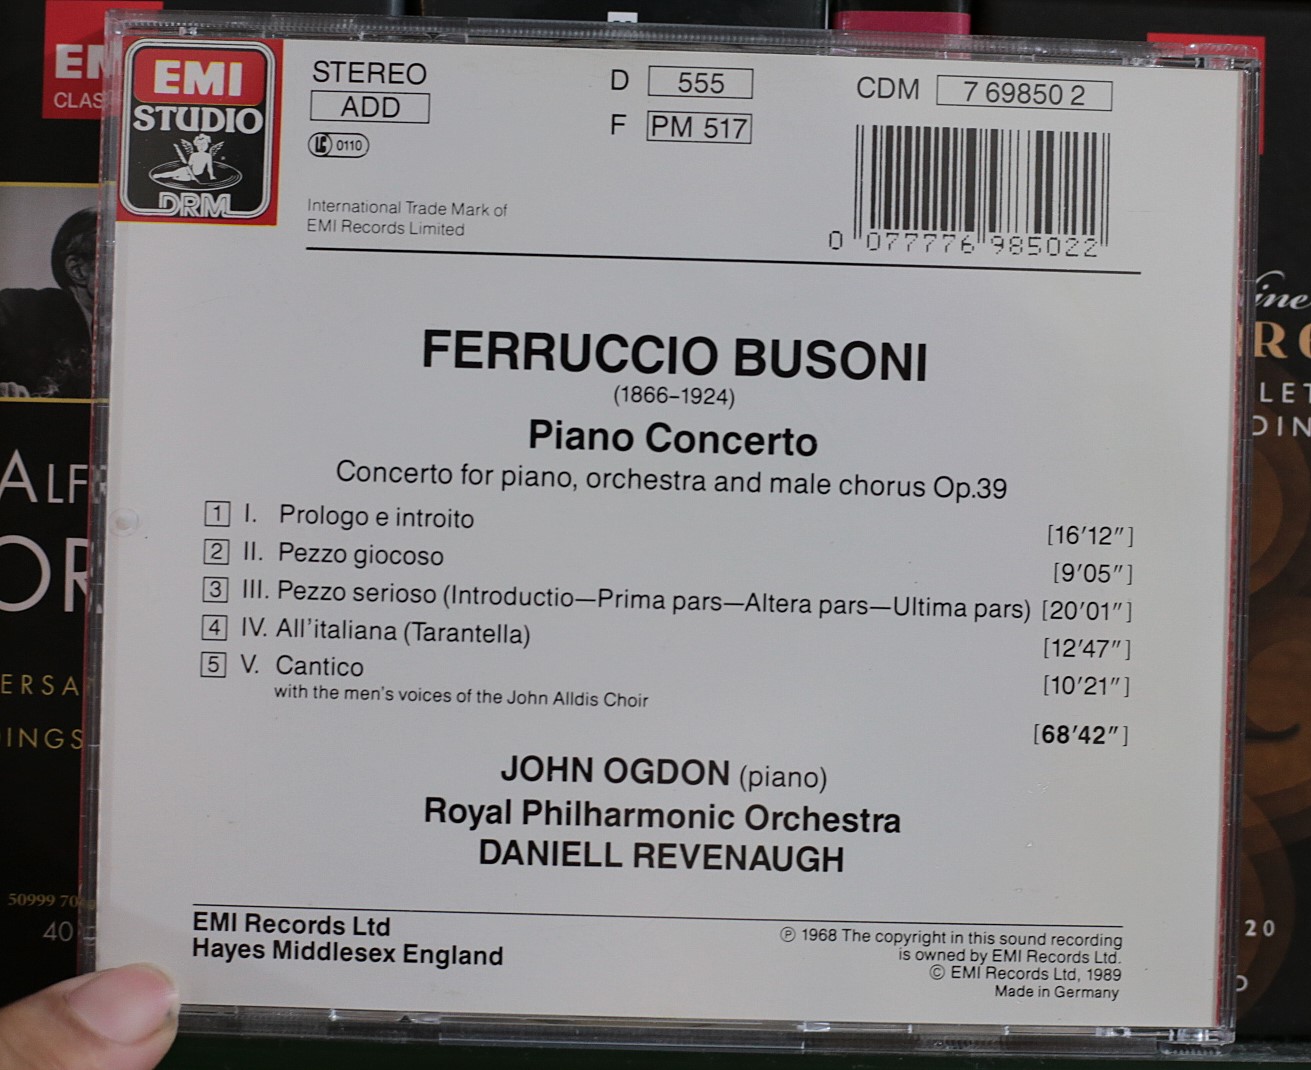 EMI
STUDIO
DRM
STEREO
ADD
LC 0110
International Trade Mark of
EMI Records Limited
D 555
F PM 517
CDM 7 69850 2
0 077776 985022
FERRUCCIO BUSONI
(1866–1924)
Piano Concerto
Concerto for piano, orchestra and male chorus Op.39
1 I. Prologo e introito [16′12″]
2 II. Pezzo giocoso [9′05″]
3 III. Pezzo serioso (Introductio—Prima pars—Altera pars—Ultima pars) [20′01″]
4 IV. All'italiana (Tarantella) [12′47″]
5 V. Cantico [10′21″]
with the men's voices of the John Alldis Choir
[68′42″]
JOHN OGDON (piano)
Royal Philharmonic Orchestra
DANIELL REVENAUGH
EMI Records Ltd
Hayes Middlesex England
℗ 1968 The copyright in this sound recording
is owned by EMI Records Ltd.
© EMI Records Ltd, 1989
Made in Germany
EM
CLAS
ALF
OR
ERSA
INGS
50999 70
40
ine
RO
LET
DIN
20